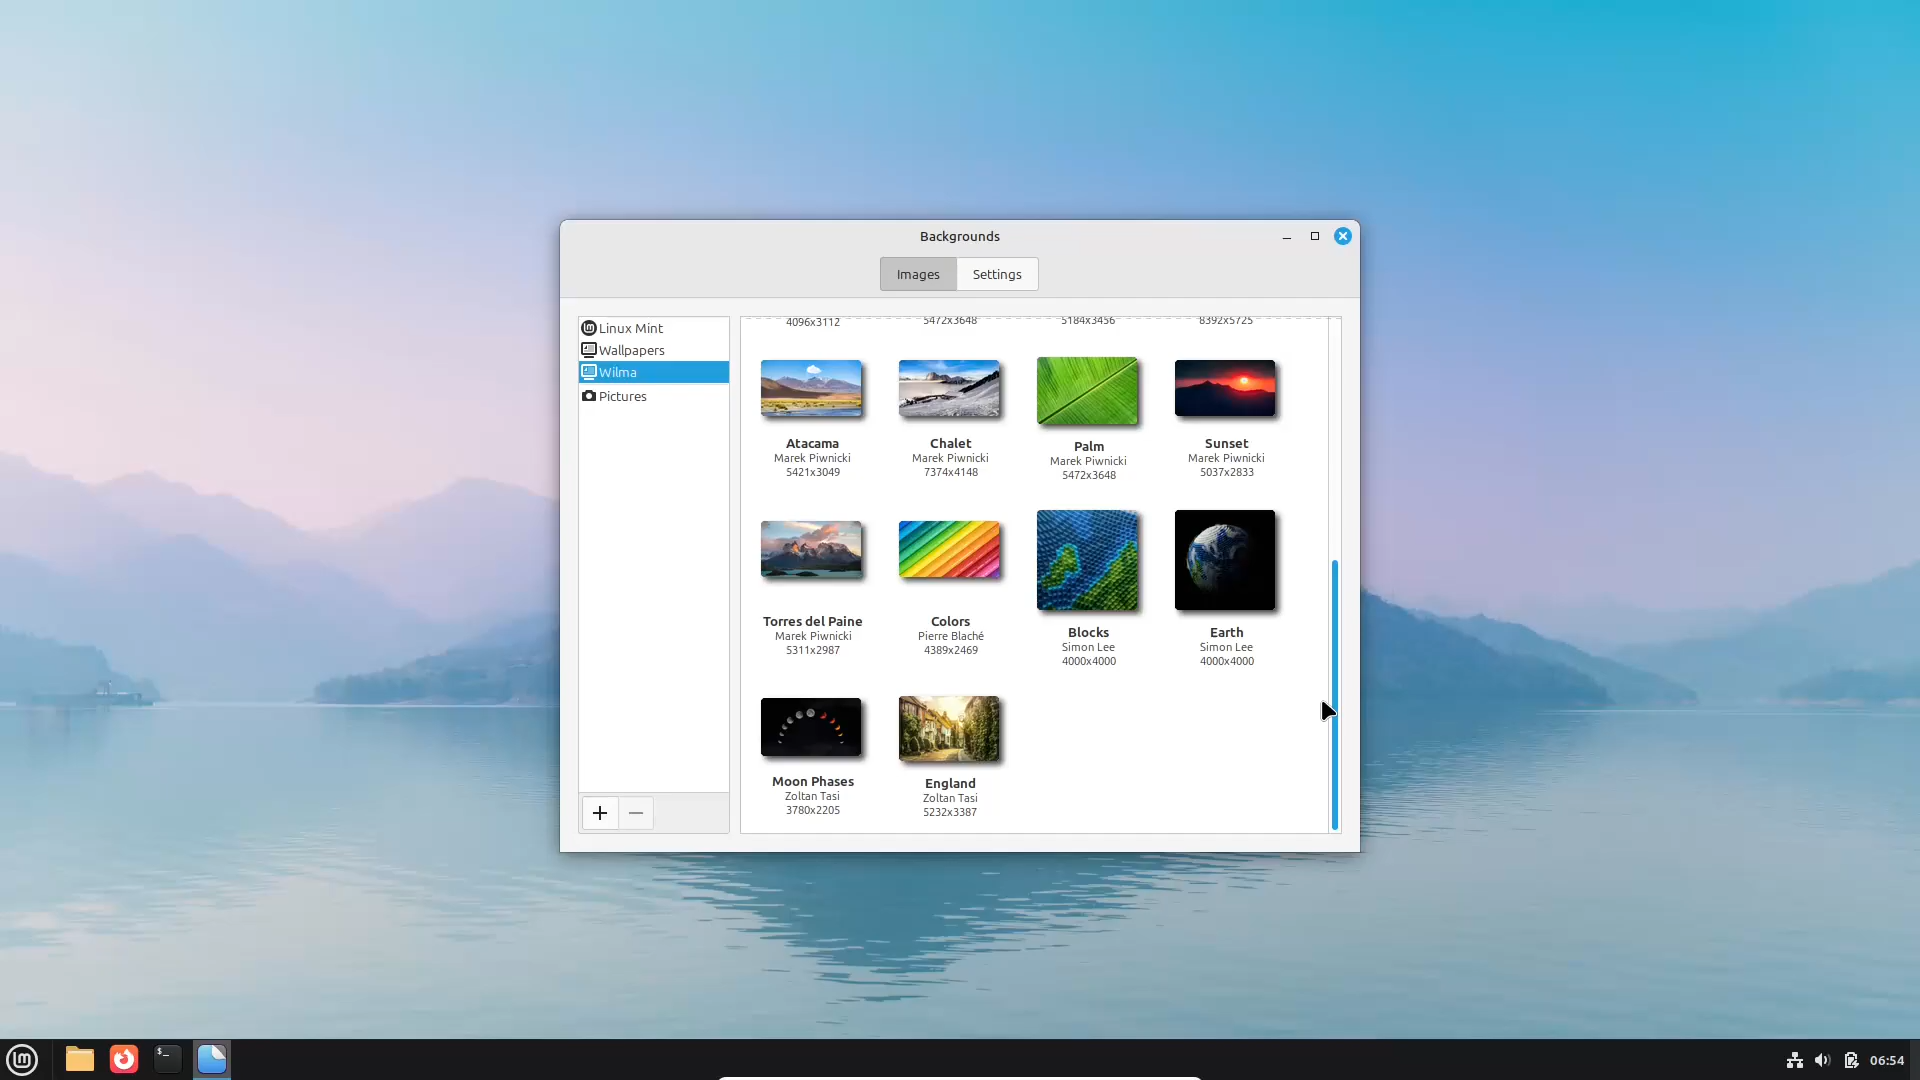 Backgrounds
Images
Settings
Linux Mint
Wallpapers
Wilma
Pictures
4096x3112
5472x3648
5184x3456
8392x5725
Atacama
Marek Piwnicki
5421x3049
Chalet
Marek Piwnicki
7374x4148
Palm
Marek Piwnicki
5472x3648
Sunset
Marek Piwnicki
5037x2833
Torres del Paine
Marek Piwnicki
5311x2987
Colors
Pierre Blaché
4389x2469
Blocks
Simon Lee
4000x4000
Earth
Simon Lee
4000x4000
Moon Phases
Zoltan Tasi
3780x2205
England
Zoltan Tasi
5232x3387
$_
06:54